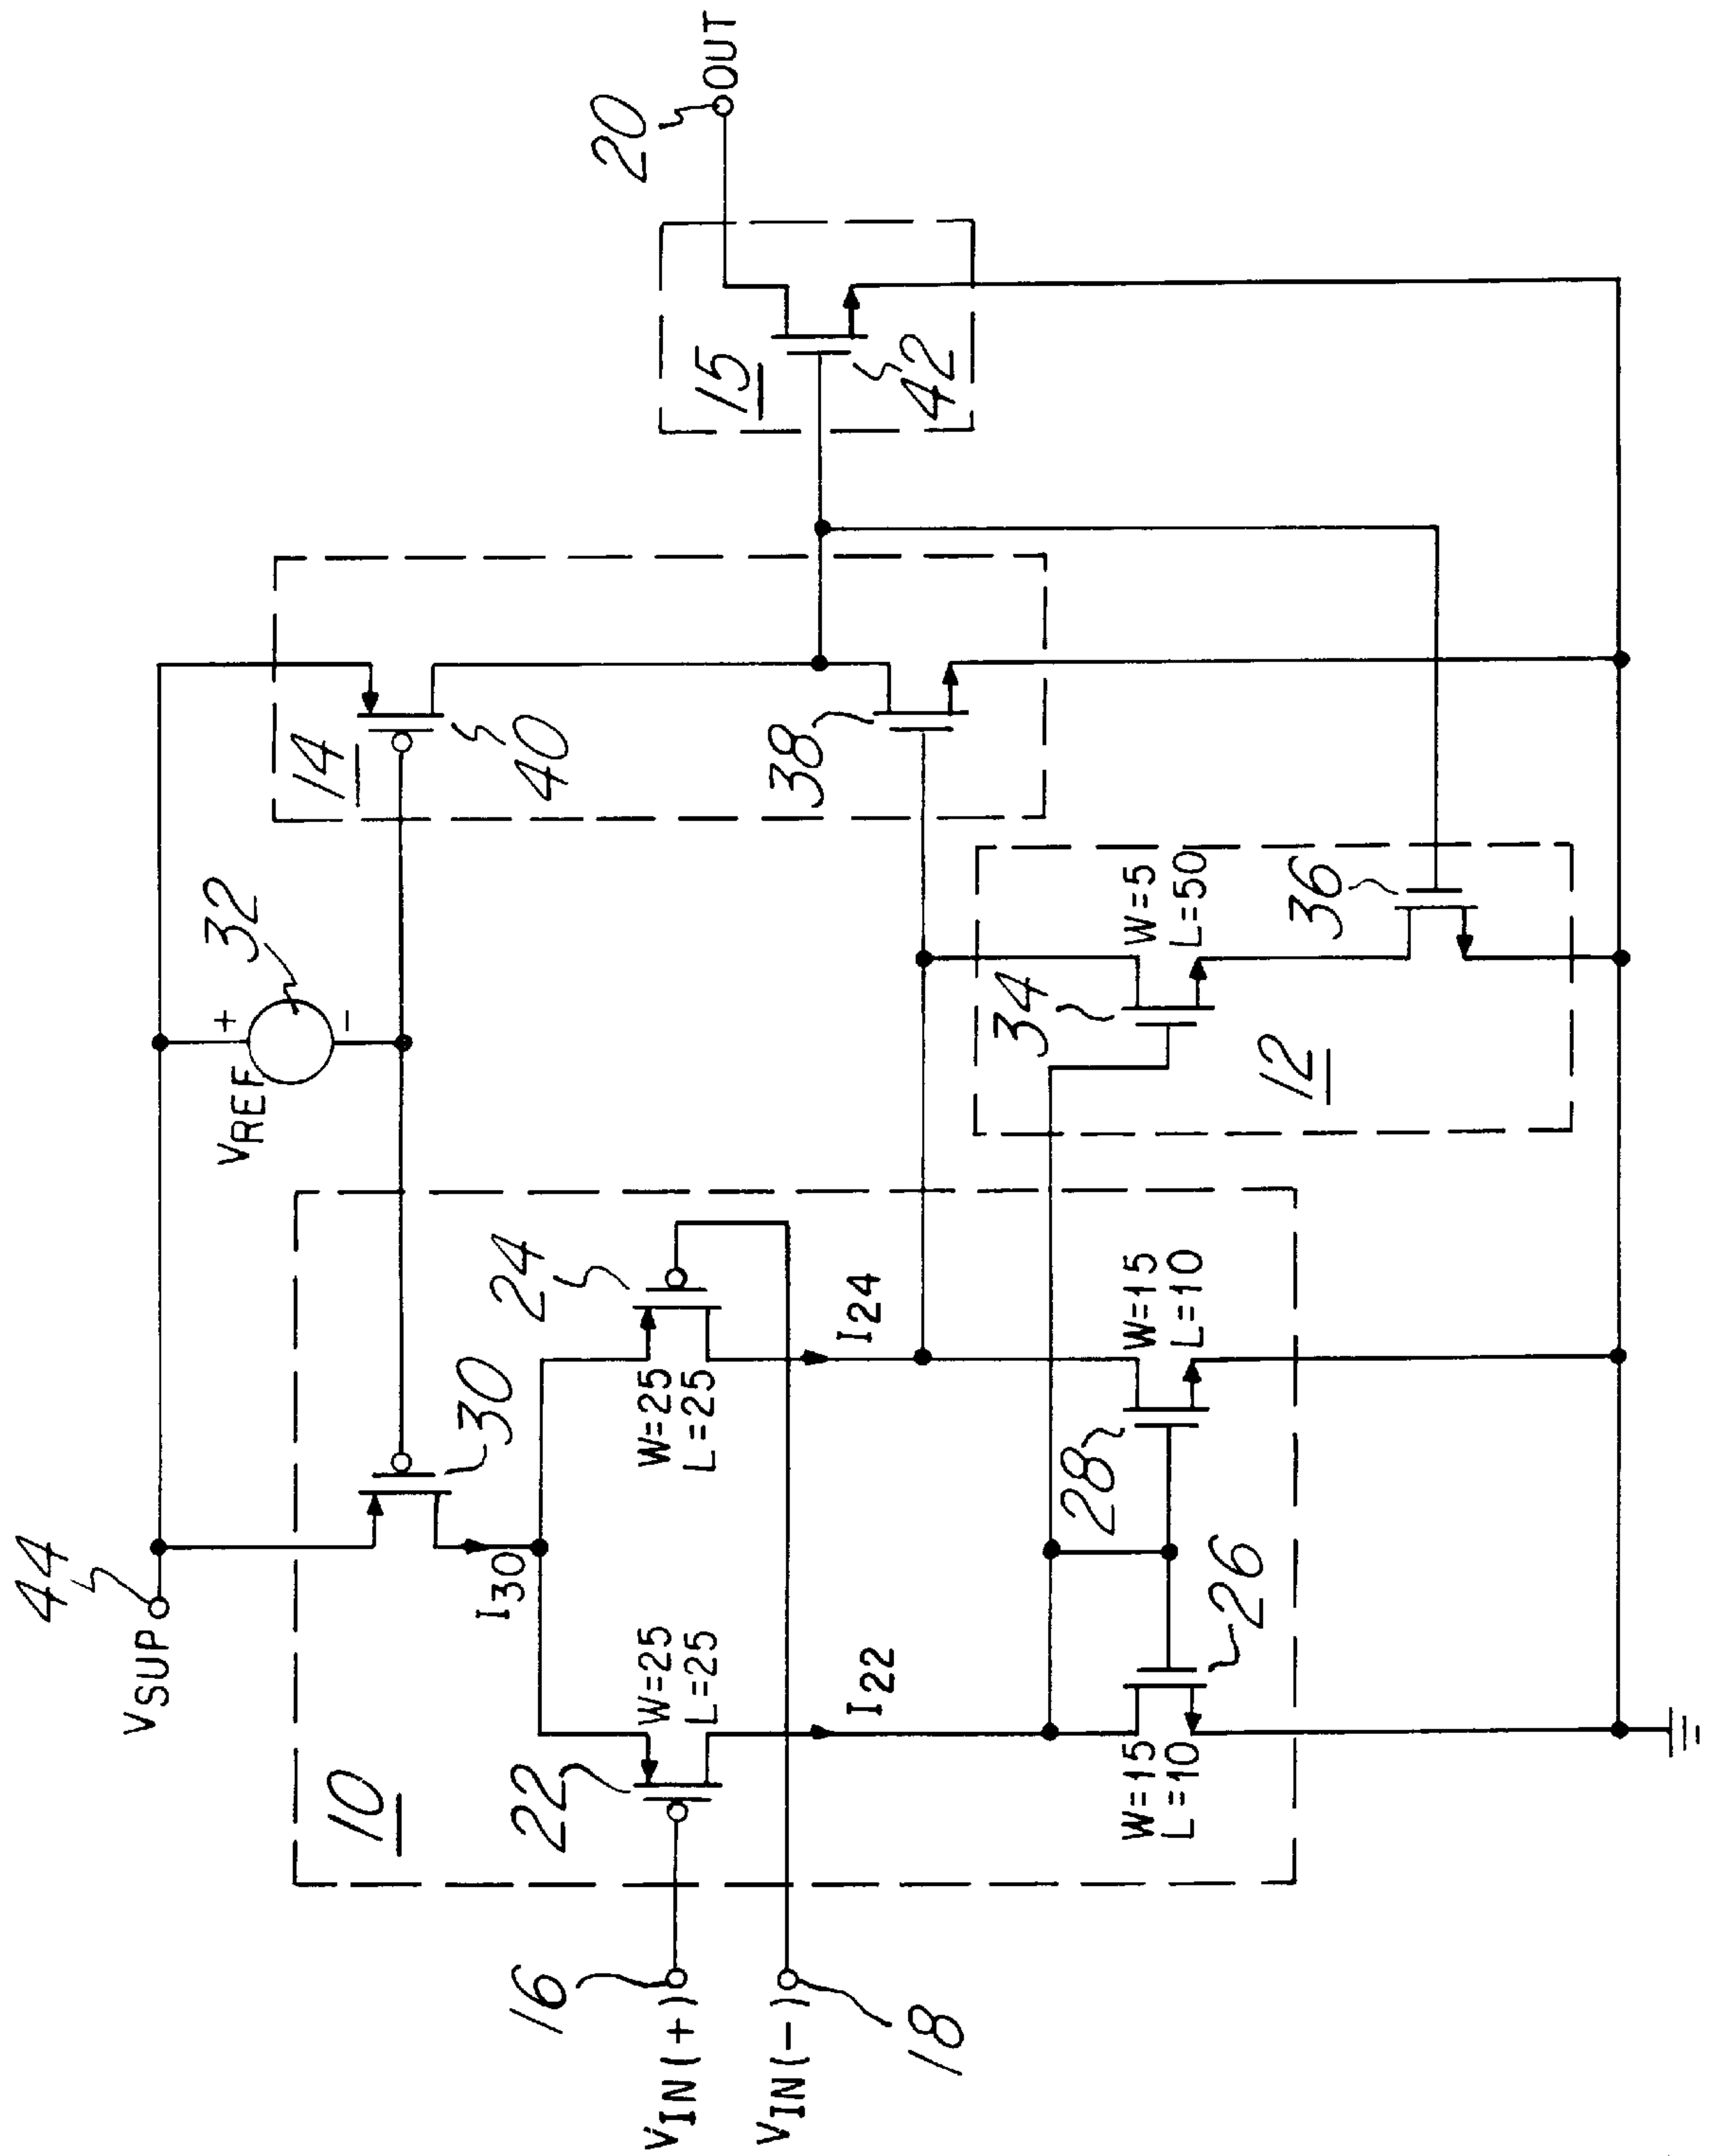 44
VSUP
VREF
+
-
32
10
I30
30
14
40
20
OUT
15
42
16
VIN(+)
VIN(-)
18
22
W=25
L=25
24
W=25
L=25
I22
I24
38
34
W=5
L=50
36
12
W=15
L=10
26
28
W=15
L=10